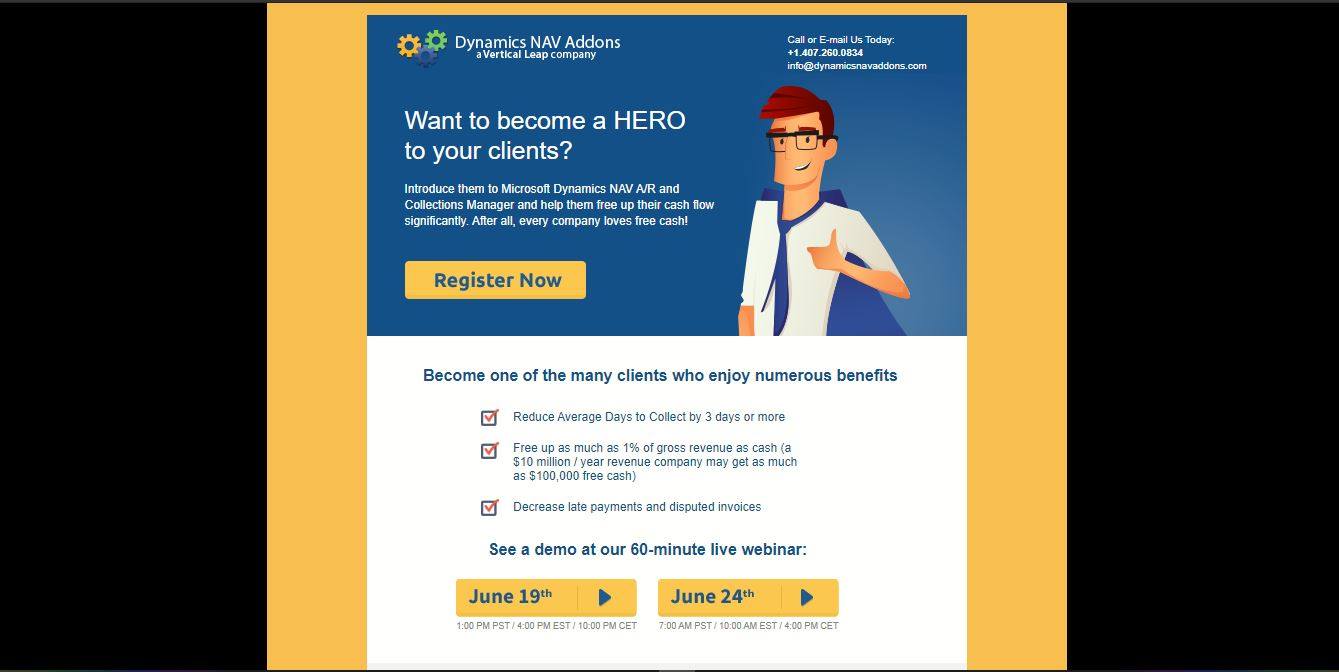 Dynamics NAV Addons
a Vertical Leap company
Call or E-mail Us Today:
+1.407.260.0834
info@dynamicsnavaddons.com
Want to become a HERO
to your clients?
Introduce them to Microsoft Dynamics NAV A/R and
Collections Manager and help them free up their cash flow
significantly. After all, every company loves free cash!
Register Now
Become one of the many clients who enjoy numerous benefits
Reduce Average Days to Collect by 3 days or more
Free up as much as 1% of gross revenue as cash (a
$10 million / year revenue company may get as much
as $100,000 free cash)
Decrease late payments and disputed invoices
See a demo at our 60-minute live webinar:
June 19th
June 24th
1:00 PM PST / 4:00 PM EST / 10:00 PM CET
7:00 AM PST / 10:00 AM EST / 4:00 PM CET